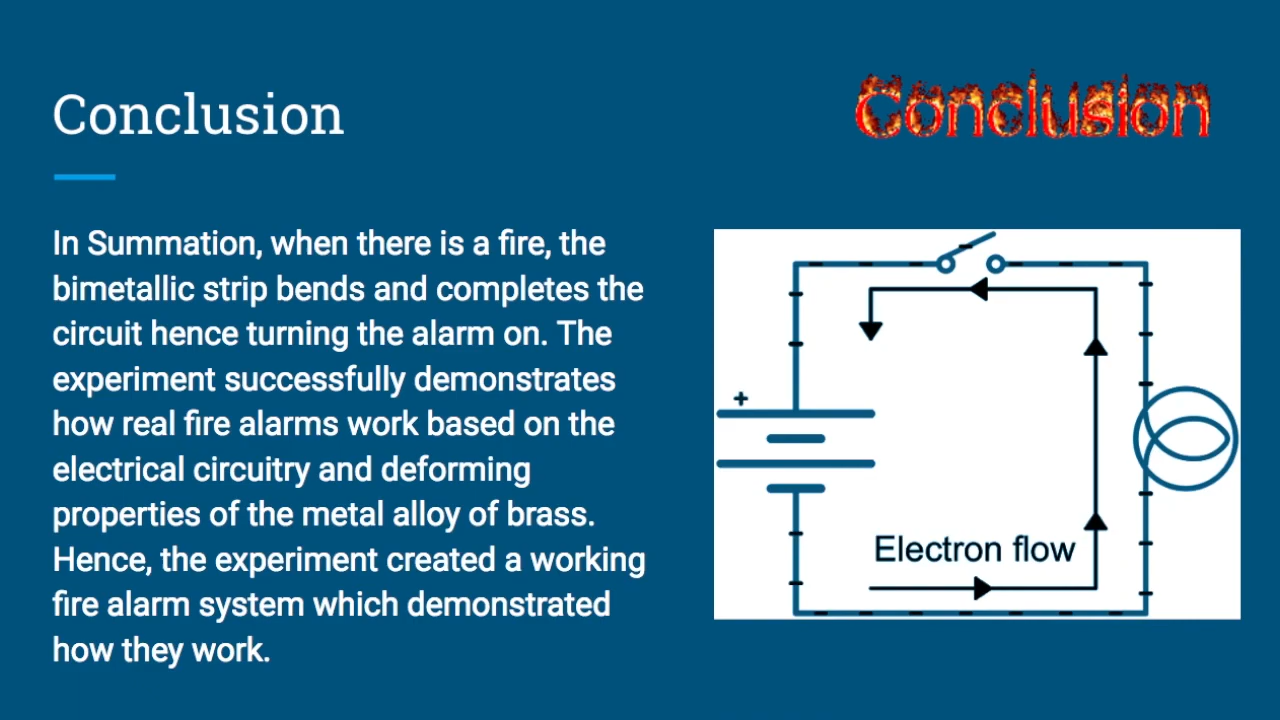 Conclusion
Conclusion
In Summation, when there is a fire, the
bimetallic strip bends and completes the
circuit hence turning the alarm on. The
experiment successfully demonstrates
how real fire alarms work based on the
electrical circuitry and deforming
properties of the metal alloy of brass.
Hence, the experiment created a working
fire alarm system which demonstrated
how they work.
+
Electron flow